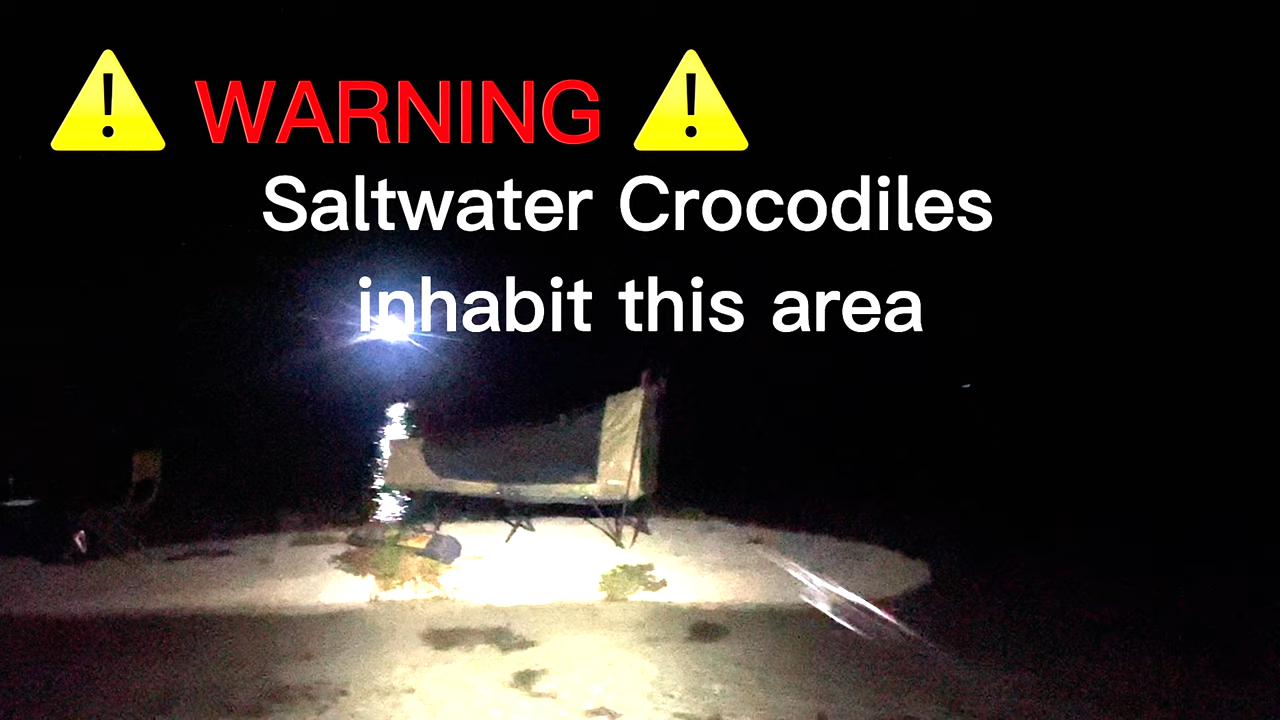 ⚠️ WARNING ⚠️
Saltwater Crocodiles
inhabit this area